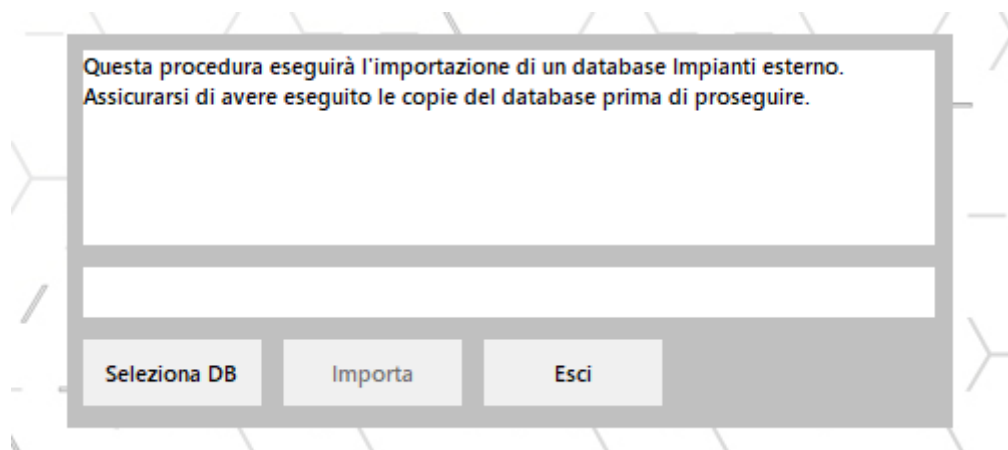 Questa procedura eseguirà l'importazione di un database Impianti esterno.
Assicurarsi di avere eseguito le copie del database prima di proseguire.
Seleziona DB
Importa
Esci